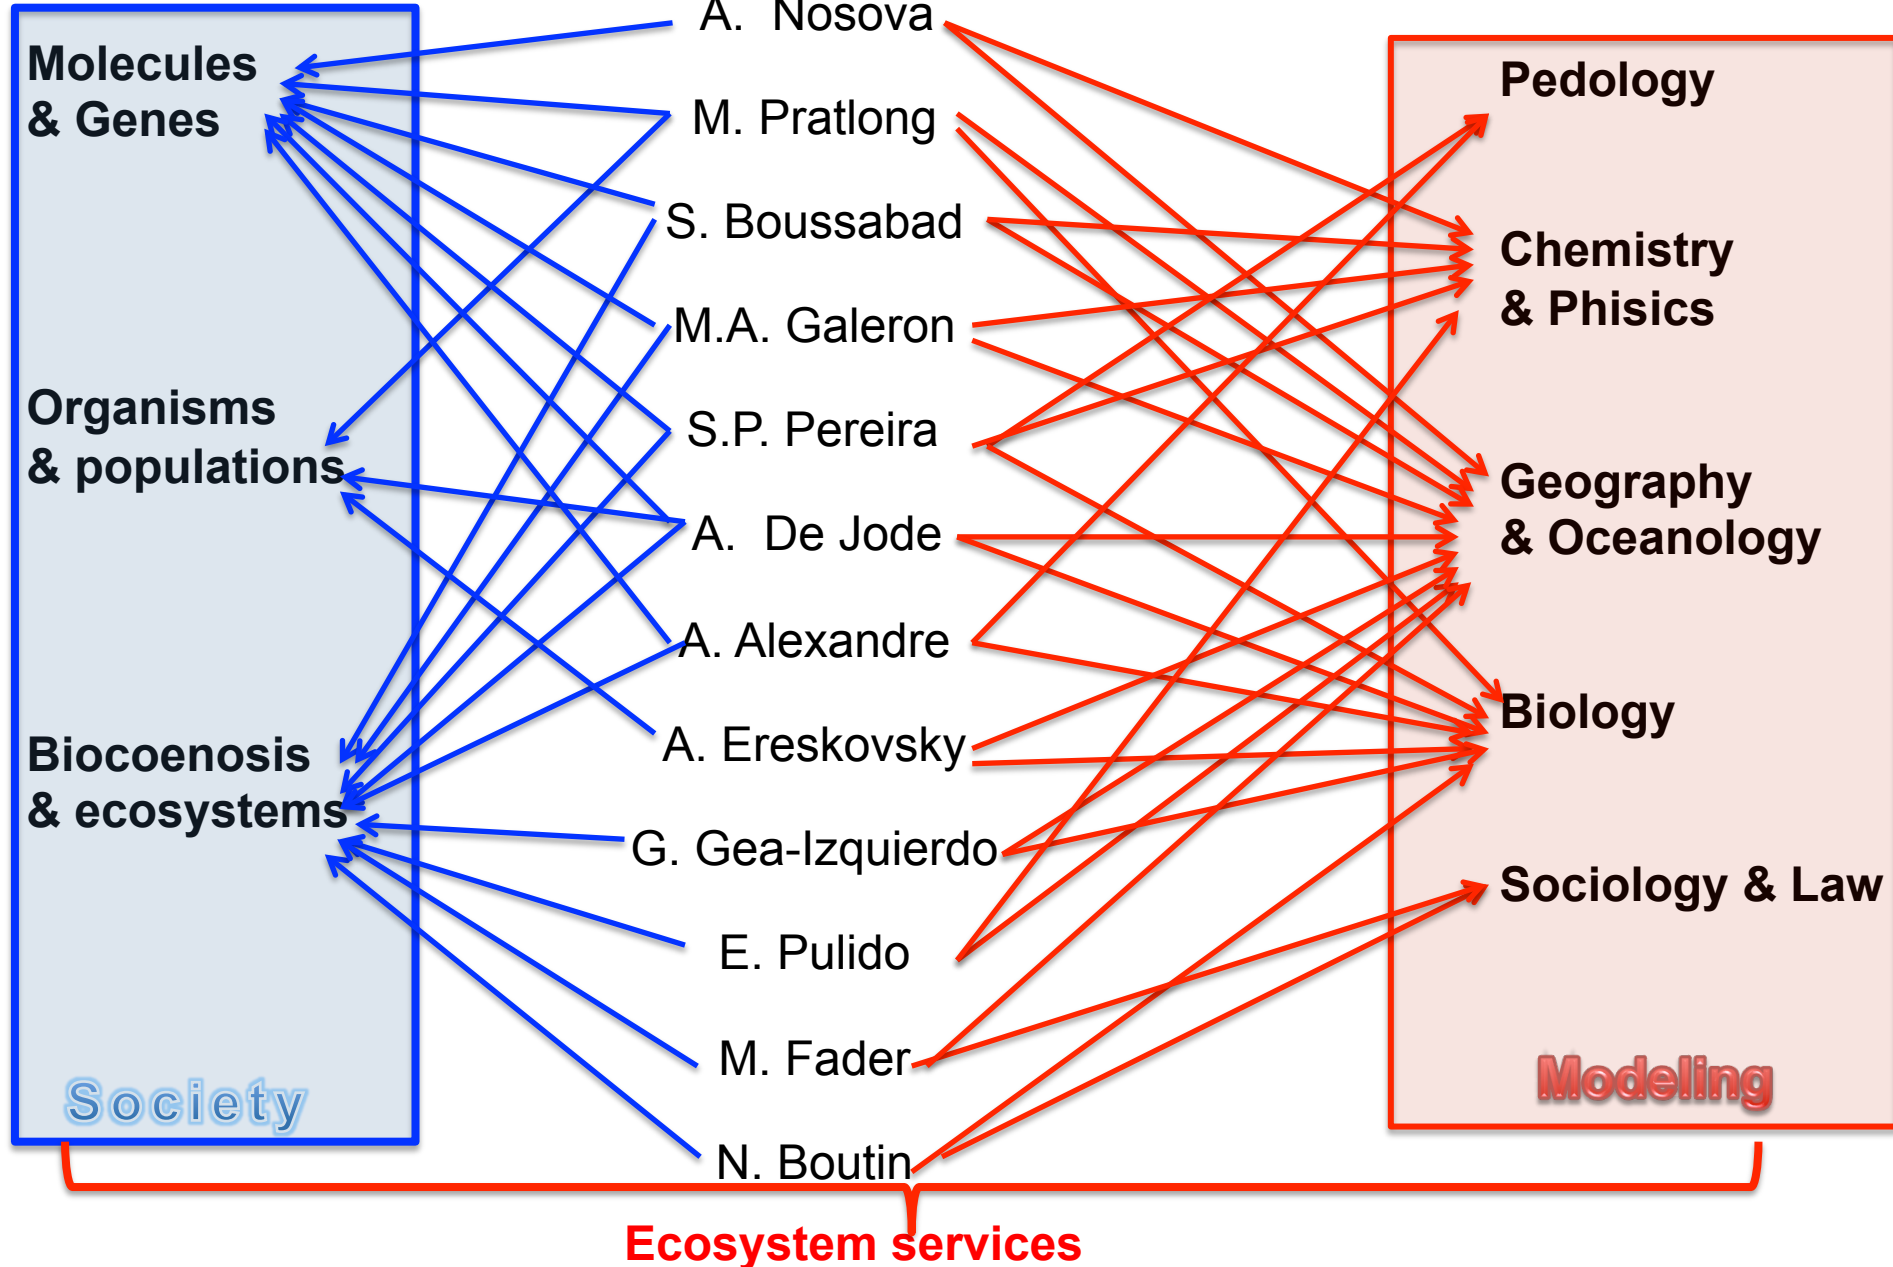 Molecules
& Genes
Organisms
& populations
Biocoenosis
& ecosystems
Society
A. Nosova
M. Pratlong
S. Boussabad
M.A. Galeron
S.P. Pereira
A. De Jode
A. Alexandre
A. Ereskovsky
G. Gea-Izquierdo
E. Pulido
M. Fader
N. Boutin
Pedology
Chemistry
& Phisics
Geography
& Oceanology
Biology
Sociology & Law
Modeling
Ecosystem services